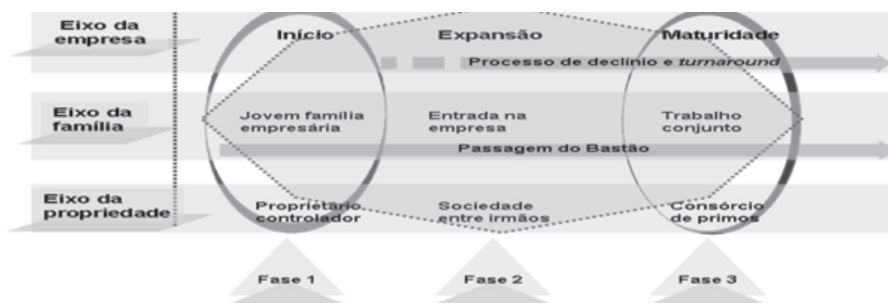 Eixo da
empresa
Início
Expansão
Maturidade
Processo de declínio e turnaround
Eixo da
família
Jovem família
empresária
Entrada na
empresa
Trabalho
conjunto
Passagem do Bastão
Eixo da
propriedade
Proprietário
controlador
Sociedade
entre irmãos
Consórcio
de primos
Fase 1
Fase 2
Fase 3